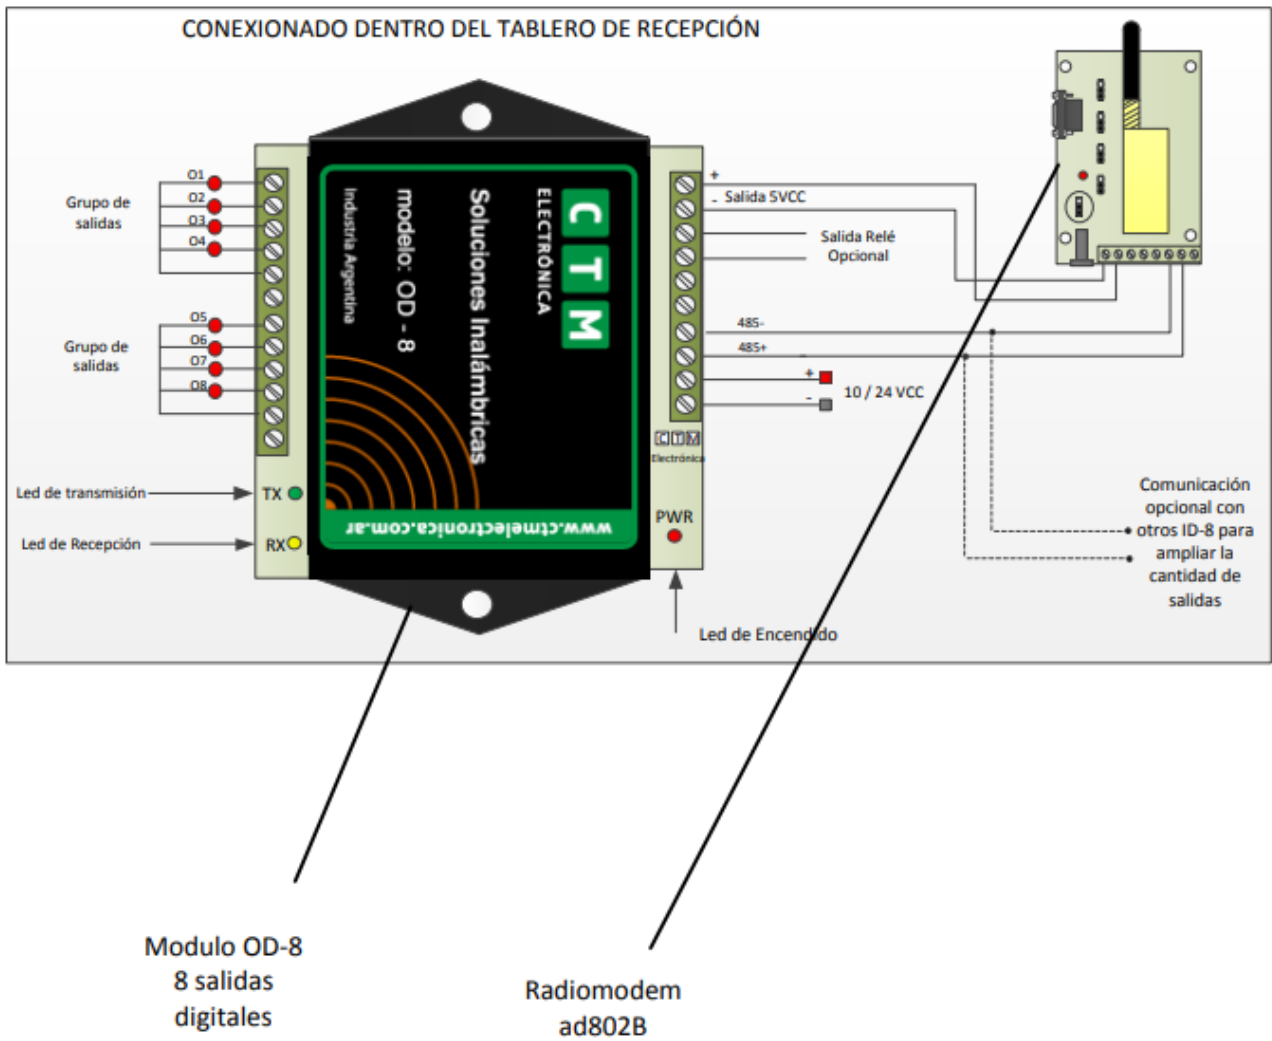 CONEXIONADO DENTRO DEL TABLERO DE RECEPCIÓN
Grupo de
salidas
O1
O2
O3
O4
Grupo de
salidas
O5
O6
O7
O8
Led de transmisión
TX
Led de Recepción
RX
CTM
ELECTRÓNICA
Soluciones Inalámbricas
modelo: OD - 8
Industria Argentina
www.ctmelectronica.com.ar
+
- Salida 5VCC
Salida Relé
Opcional
485-
485+
+
-
10 / 24 VCC
CTM
Electrónica
PWR
Led de Encendido
Comunicación
opcional con
otros ID-8 para
ampliar la
cantidad de
salidas
Modulo OD-8
8 salidas
digitales
Radiomodem
ad802B